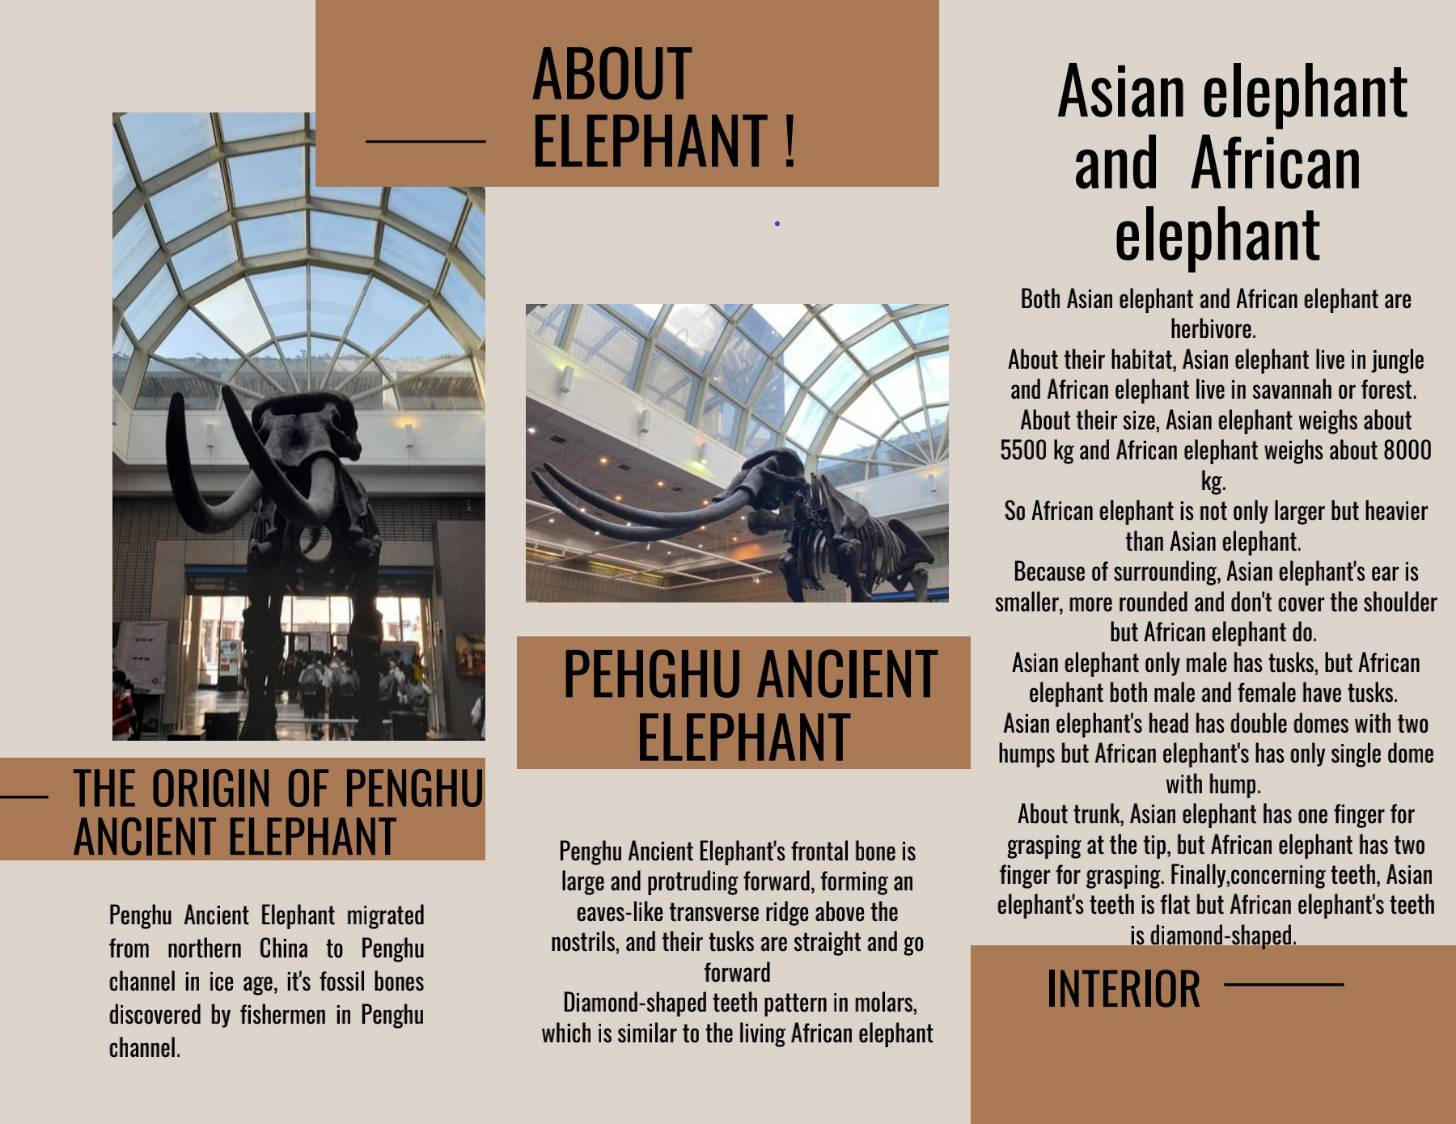 ABOUT
ELEPHANT !
THE ORIGIN OF PENGHU
ANCIENT ELEPHANT
Penghu Ancient Elephant migrated
from northern China to Penghu
channel in ice age, it's fossil bones
discovered by fishermen in Penghu
channel.
PEHGHU ANCIENT
ELEPHANT
Penghu Ancient Elephant's frontal bone is
large and protruding forward, forming an
eaves-like transverse ridge above the
nostrils, and their tusks are straight and go
forward
Diamond-shaped teeth pattern in molars,
which is similar to the living African elephant
Asian elephant
and African
elephant
Both Asian elephant and African elephant are
herbivore.
About their habitat, Asian elephant live in jungle
and African elephant live in savannah or forest.
About their size, Asian elephant weighs about
5500 kg and African elephant weighs about 8000
kg.
So African elephant is not only larger but heavier
than Asian elephant.
Because of surrounding, Asian elephant's ear is
smaller, more rounded and don't cover the shoulder
but African elephant do.
Asian elephant only male has tusks, but African
elephant both male and female have tusks.
Asian elephant's head has double domes with two
humps but African elephant's has only single dome
with hump.
About trunk, Asian elephant has one finger for
grasping at the tip, but African elephant has two
finger for grasping. Finally,concerning teeth, Asian
elephant's teeth is flat but African elephant's teeth
is diamond-shaped.
INTERIOR